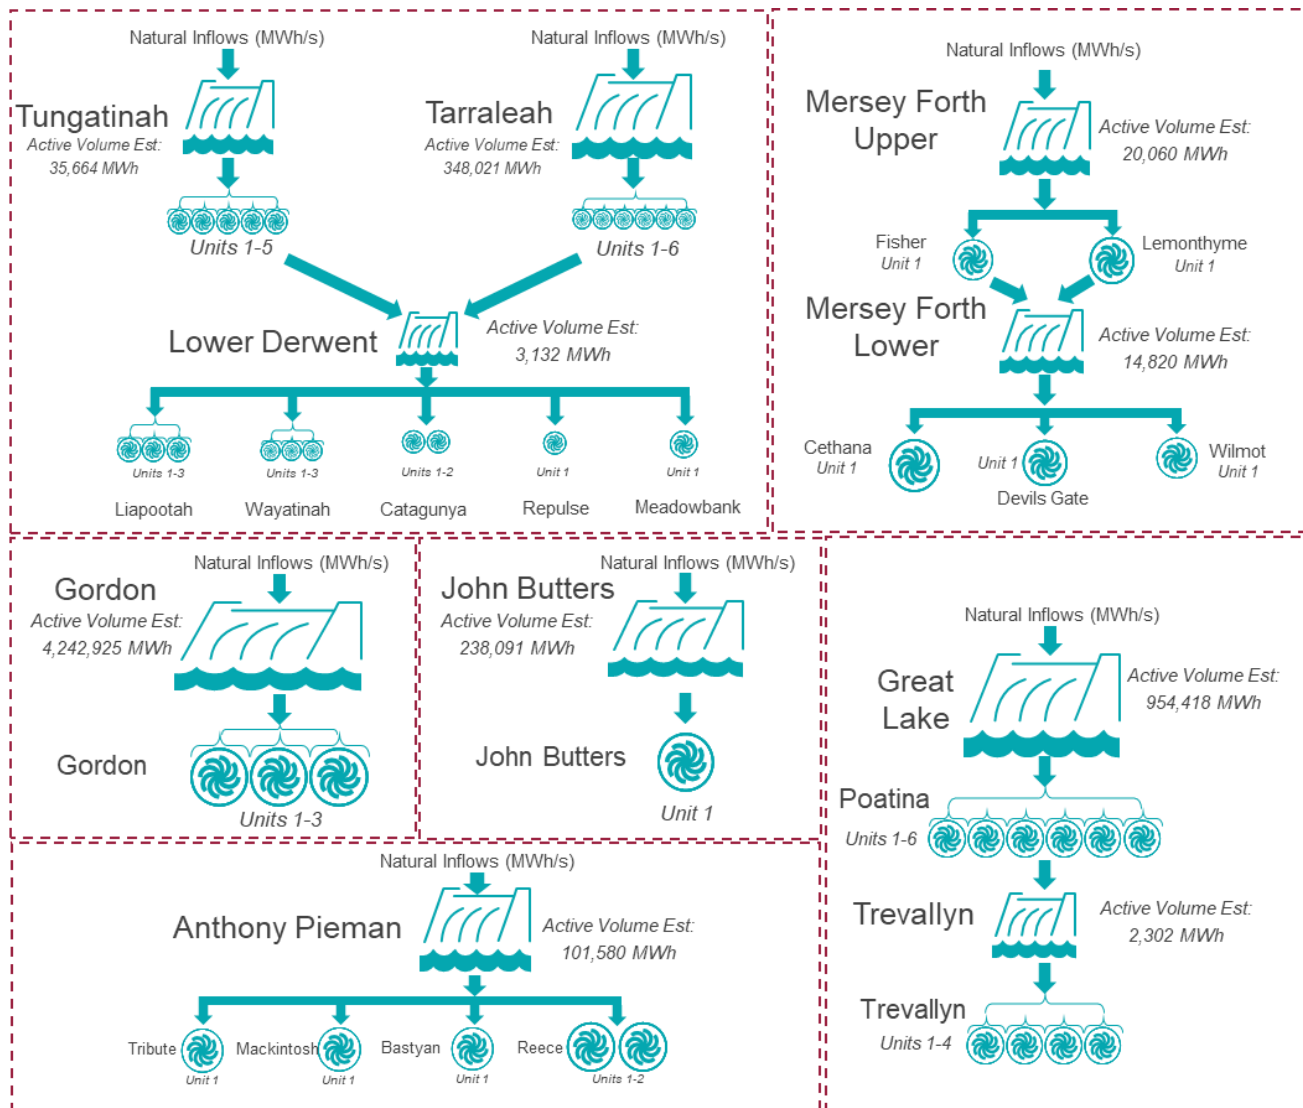 Natural Inflows (MWh/s)
Tungatinah
Active Volume Est:
35,664 MWh
Units 1-5
Natural Inflows (MWh/s)
Tarraleah
Active Volume Est:
348,021 MWh
Units 1-6
Lower Derwent
Active Volume Est:
3,132 MWh
Units 1-3
Units 1-3
Units 1-2
Unit 1
Unit 1
Liapootah
Wayatinah
Catagunya
Repulse
Meadowbank
Natural Inflows (MWh/s)
Mersey Forth
Upper
Active Volume Est:
20,060 MWh
Fisher
Unit 1
Lemonthyme
Unit 1
Mersey Forth
Lower
Active Volume Est:
14,820 MWh
Cethana
Unit 1
Unit 1
Devils Gate
Wilmot
Unit 1
Natural Inflows (MWh/s)
Gordon
Active Volume Est:
4,242,925 MWh
Gordon
Units 1-3
Natural Inflows (MWh/s)
John Butters
Active Volume Est:
238,091 MWh
John Butters
Unit 1
Natural Inflows (MWh/s)
Great
Lake
Active Volume Est:
954,418 MWh
Poatina
Units 1-6
Trevallyn
Active Volume Est:
2,302 MWh
Trevallyn
Units 1-4
Natural Inflows (MWh/s)
Anthony Pieman
Active Volume Est:
101,580 MWh
Tribute
Unit 1
Mackintosh
Unit 1
Bastyan
Unit 1
Reece
Units 1-2